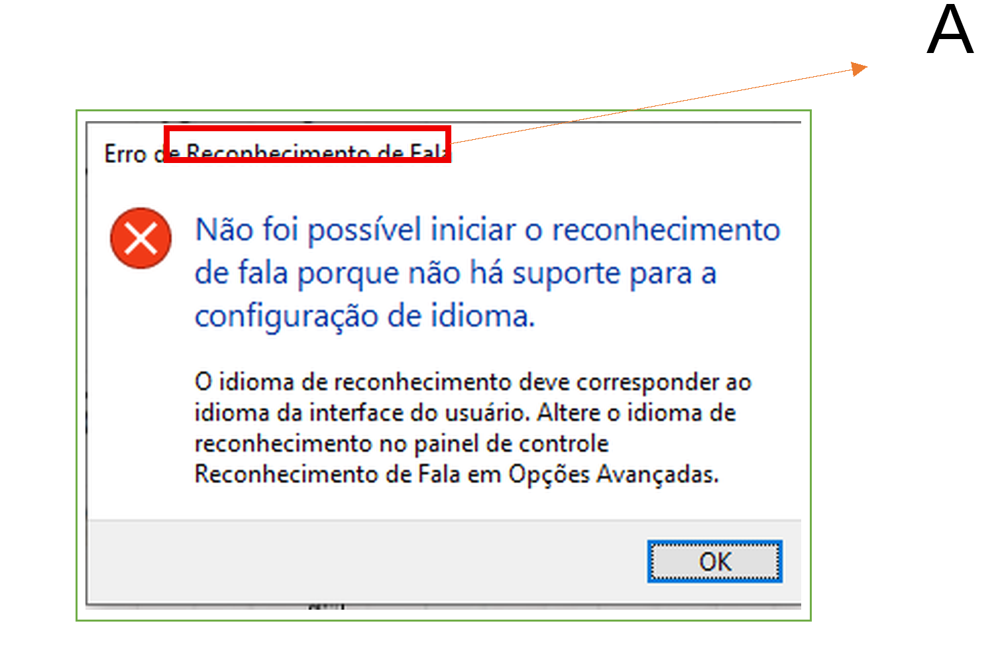 A
Erro de Reconhecimento de Fala
Não foi possível iniciar o reconhecimento
de fala porque não há suporte para a
configuração de idioma.
O idioma de reconhecimento deve corresponder ao
idioma da interface do usuário. Altere o idioma de
reconhecimento no painel de controle
Reconhecimento de Fala em Opções Avançadas.
OK